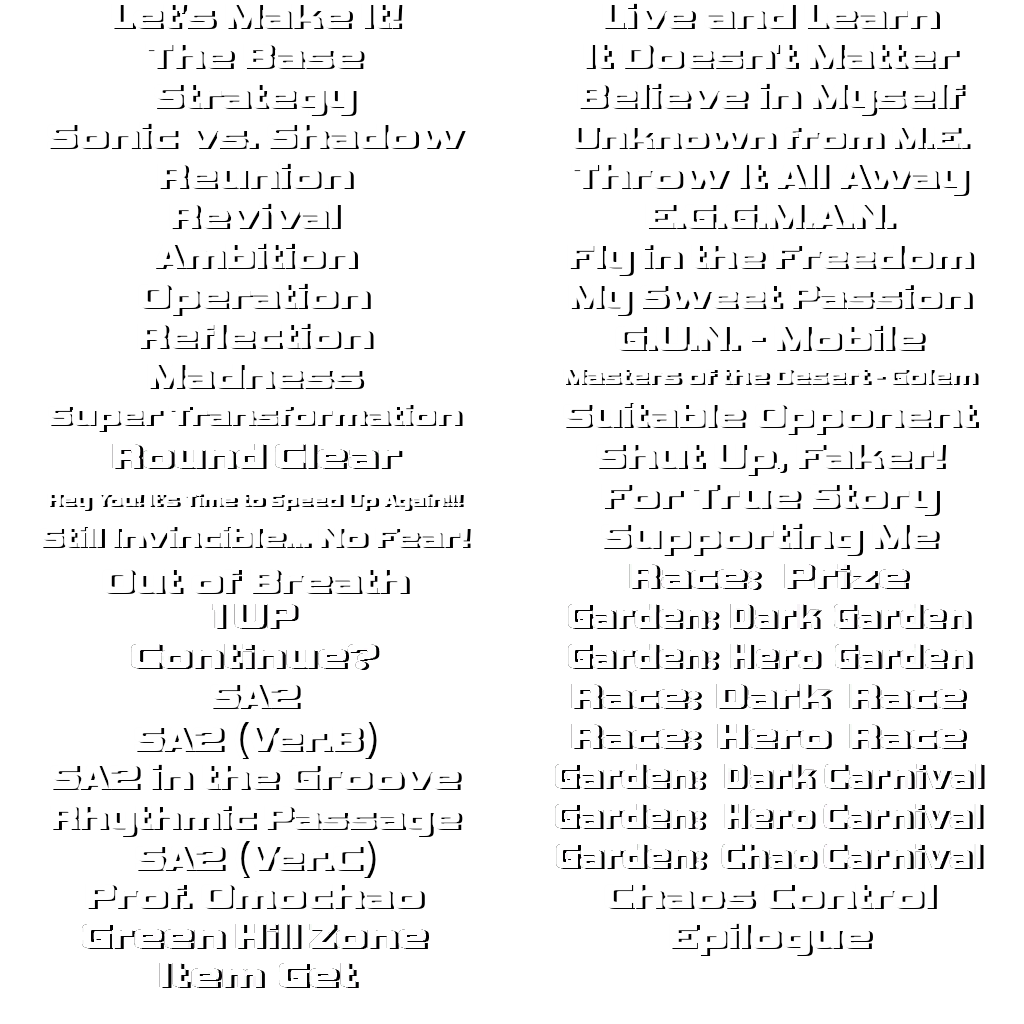 Let's Make It!
The Base
Strategy
Sonic vs. Shadow
Reunion
Revival
Ambition
Operation
Reflection
Madness
Super Transformation
Round Clear
Hey You! It's Time to Speed Up Again!!!
Still Invincible... No Fear!
Out of Breath
1UP
Continue?
SA2
SA2 (Ver.B)
SA2 in the Groove
Rhythmic Passage
SA2 (Ver.C)
Prof. Omochao
Green Hill Zone
Item Get
Live and Learn
It Doesn't Matter
Believe in Myself
Unknown from M.E.
Throw It All Away
E.G.G.M.A.N.
Fly in the Freedom
My Sweet Passion
G.U.N. - Mobile
Masters of the Desert - Golem
Suitable Opponent
Shut Up, Faker!
For True Story
Supporting Me
Race: Prize
Garden: Dark Garden
Garden: Hero Garden
Race: Dark Race
Race: Hero Race
Garden: Dark Carnival
Garden: Hero Carnival
Garden: Chao Carnival
Chaos Control
Epilogue